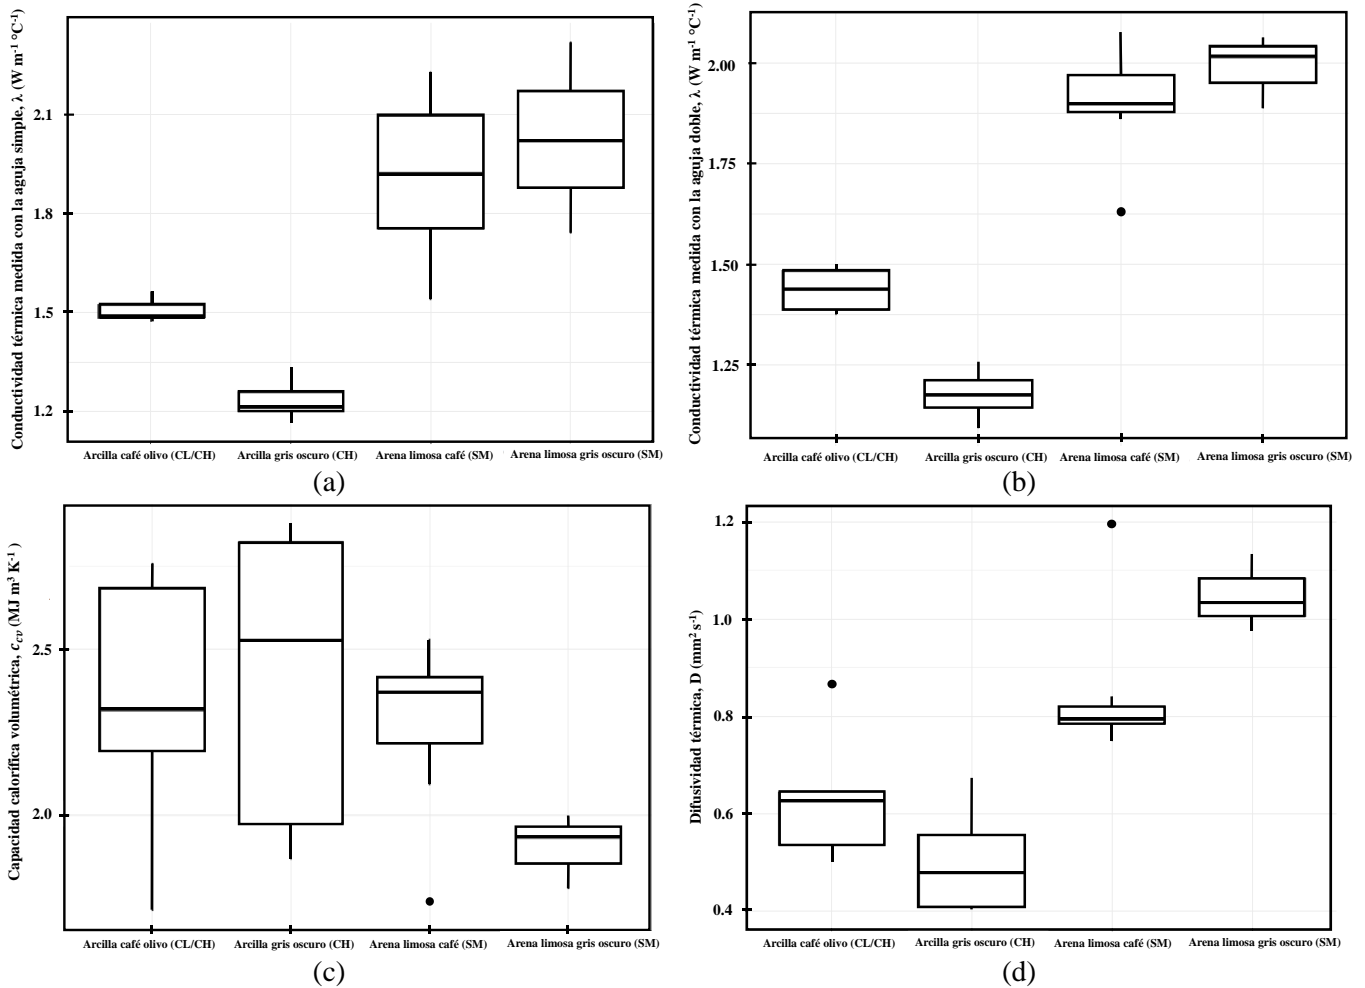 Conductividad térmica medida con la aguja simple, λ (W m⁻¹ °C⁻¹)
2.1
1.8
1.5
1.2
Arcilla café olivo (CL/CH) Arcilla gris oscuro (CH) Arena limosa café (SM) Arena limosa gris oscuro (SM)
(a)
Conductividad térmica medida con la aguja doble, λ (W m⁻¹ °C⁻¹)
2.00
1.75
1.50
1.25
Arcilla café olivo (CL/CH) Arcilla gris oscuro (CH) Arena limosa café (SM) Arena limosa gris oscuro (SM)
(b)
Capacidad calorífica volumétrica, c_cv (MJ m³ K⁻¹)
2.5
2.0
Arcilla café olivo (CL/CH) Arcilla gris oscuro (CH) Arena limosa café (SM) Arena limosa gris oscuro (SM)
(c)
Difusividad térmica, D (mm² s⁻¹)
1.2
1.0
0.8
0.6
0.4
Arcilla café olivo (CL/CH) Arcilla gris oscuro (CH) Arena limosa café (SM) Arena limosa gris oscuro (SM)
(d)